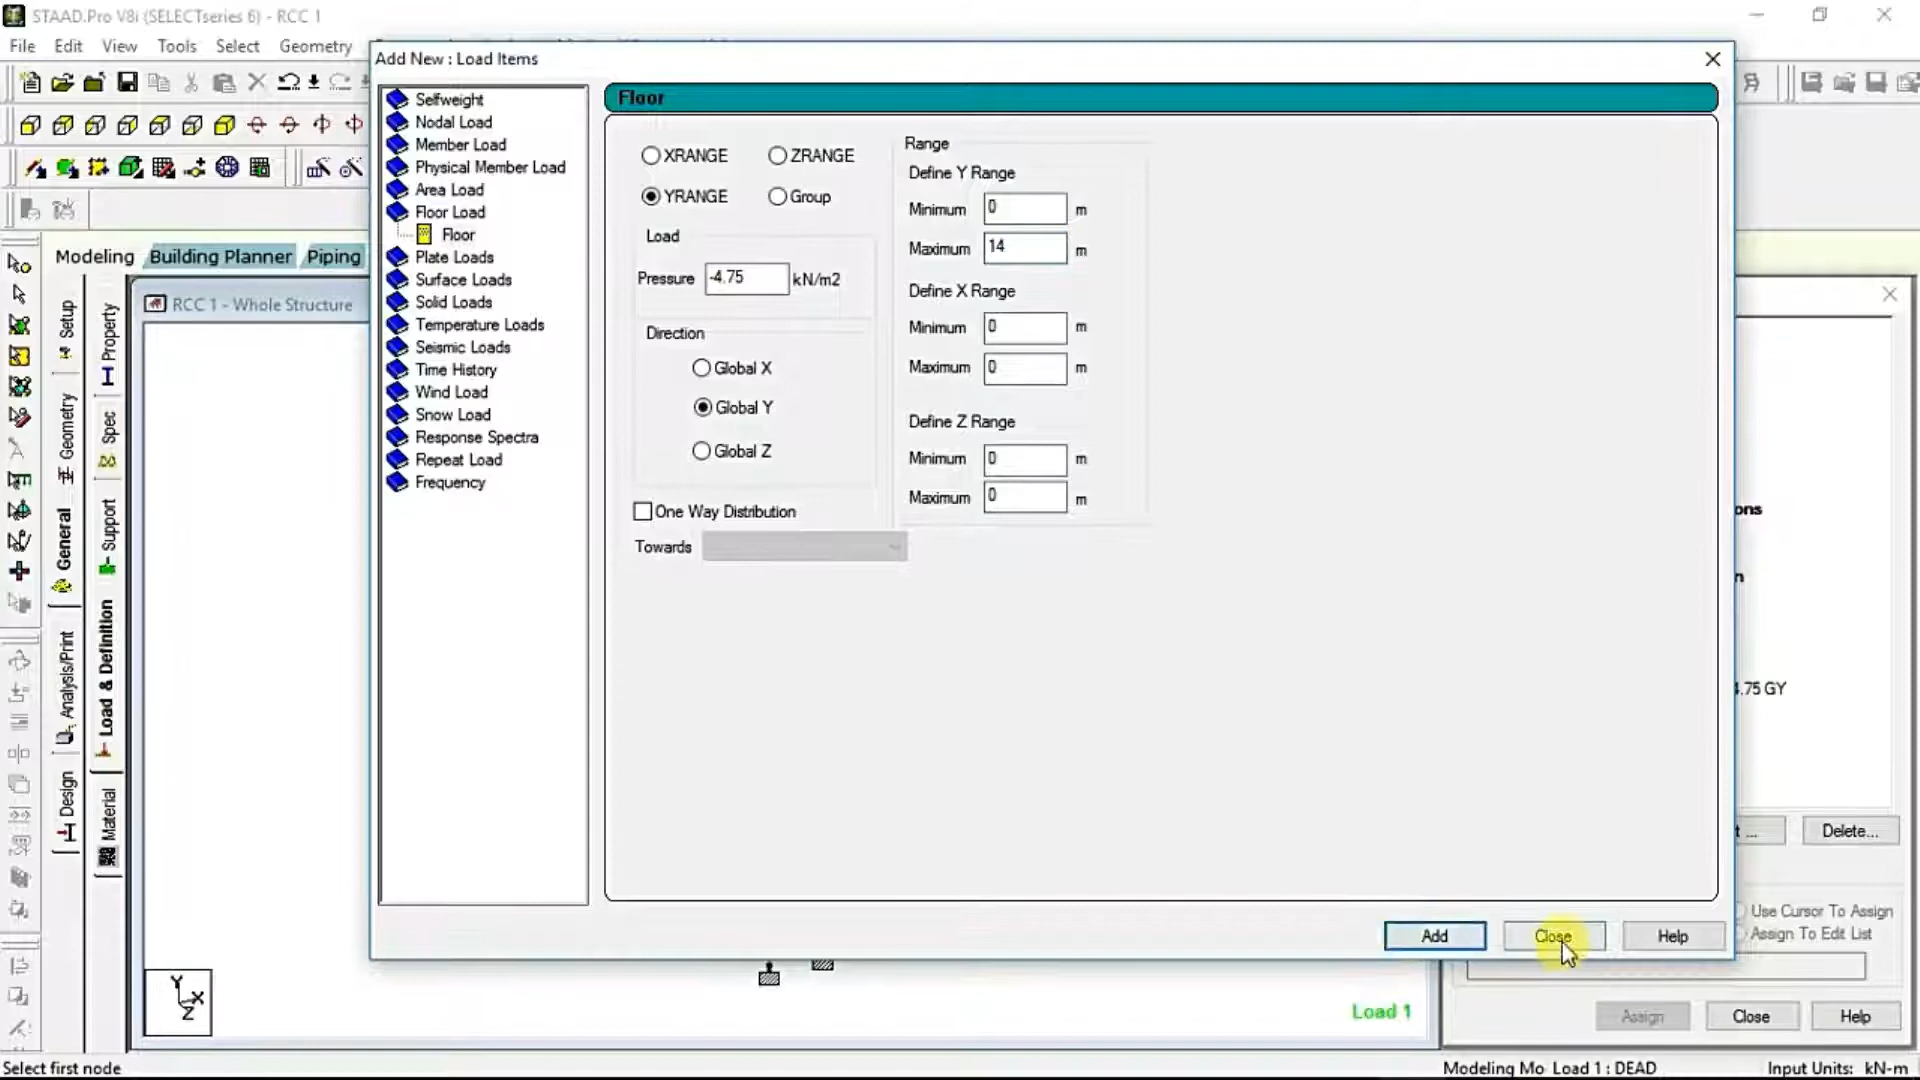 STAAD.Pro V8i (SELECTseries 6) - RCC 1
File Edit View Tools Select Geometry
Add New : Load Items
Selfweight
Nodal Load
Member Load
Physical Member Load
Area Load
Floor Load
Floor
Plate Loads
Surface Loads
Solid Loads
Temperature Loads
Seismic Loads
Time History
Wind Load
Snow Load
Response Spectra
Repeat Load
Frequency
Floor
XRANGE ZRANGE
YRANGE Group
Load
Pressure -4.75 kN/m2
Direction
Global X
Global Y
Global Z
One Way Distribution
Towards
Range
Define Y Range
Minimum 0 m
Maximum 14 m
Define X Range
Minimum 0 m
Maximum 0 m
Define Z Range
Minimum 0 m
Maximum 0 m
Add Close Help
Modeling Building Planner Piping
RCC 1 - Whole Structure
Setup
Geometry
General
Analysis/Print
Design
Property
Spec
Support
Load & Definition
Material
ons
n
.75 GY
t ... Delete...
Use Cursor To Assign
Assign To Edit List
Assign Close Help
Y
X
Z
Load 1
Select first node
Modeling Mo Load 1 : DEAD Input Units: kN-m